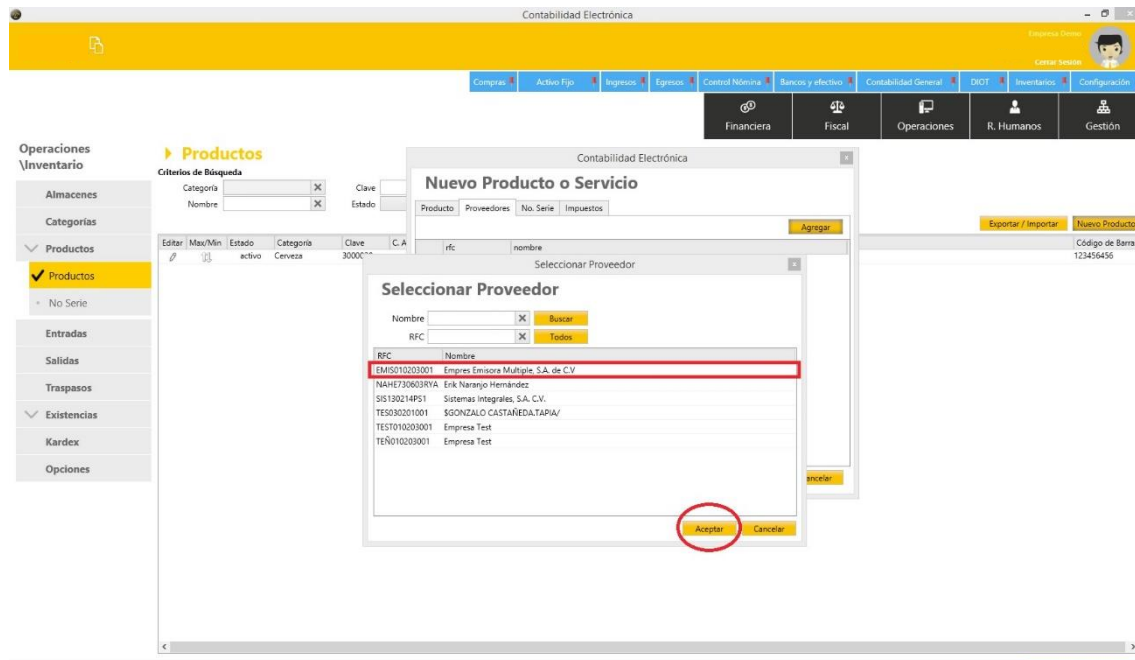 Contabilidad Electrónica
Empresa Demo
Cerrar Sesión
Compras Activo Fijo Ingresos Egresos Control Nómina Bancos y efectivo Contabilidad General DIOT Inventarios Configuración
Financiera Fiscal Operaciones R. Humanos Gestión
Operaciones
\Inventario
Almacenes
Categorías
Productos
Productos
No Serie
Entradas
Salidas
Traspasos
Existencias
Kardex
Opciones
Productos
Criterios de Búsqueda
Categoría Clave
Nombre Estado
Exportar / Importar Nuevo Producto
Editar Max/Min Estado Categoría Clave C. A Código de Barra
activo Cerveza 123456456
Contabilidad Electrónica
Nuevo Producto o Servicio
Producto Proveedores No. Serie Impuestos
Agregar
rfc nombre
Seleccionar Proveedor
Seleccionar Proveedor
Nombre Buscar
RFC Todos
RFC Nombre
EMIS010203001 Empres Emisora Multiple, S.A. de C.V
NAHE730603RYA Erik Naranjo Hernández
SIS130214PS1 Sistemas Integrales, S.A. C.V.
TES030201001 $GONZALO CASTAÑEDA.TAPIA/
TEST010203001 Empresa Test
TEÑ010203001 Empresa Test
Aceptar Cancelar
ancelar